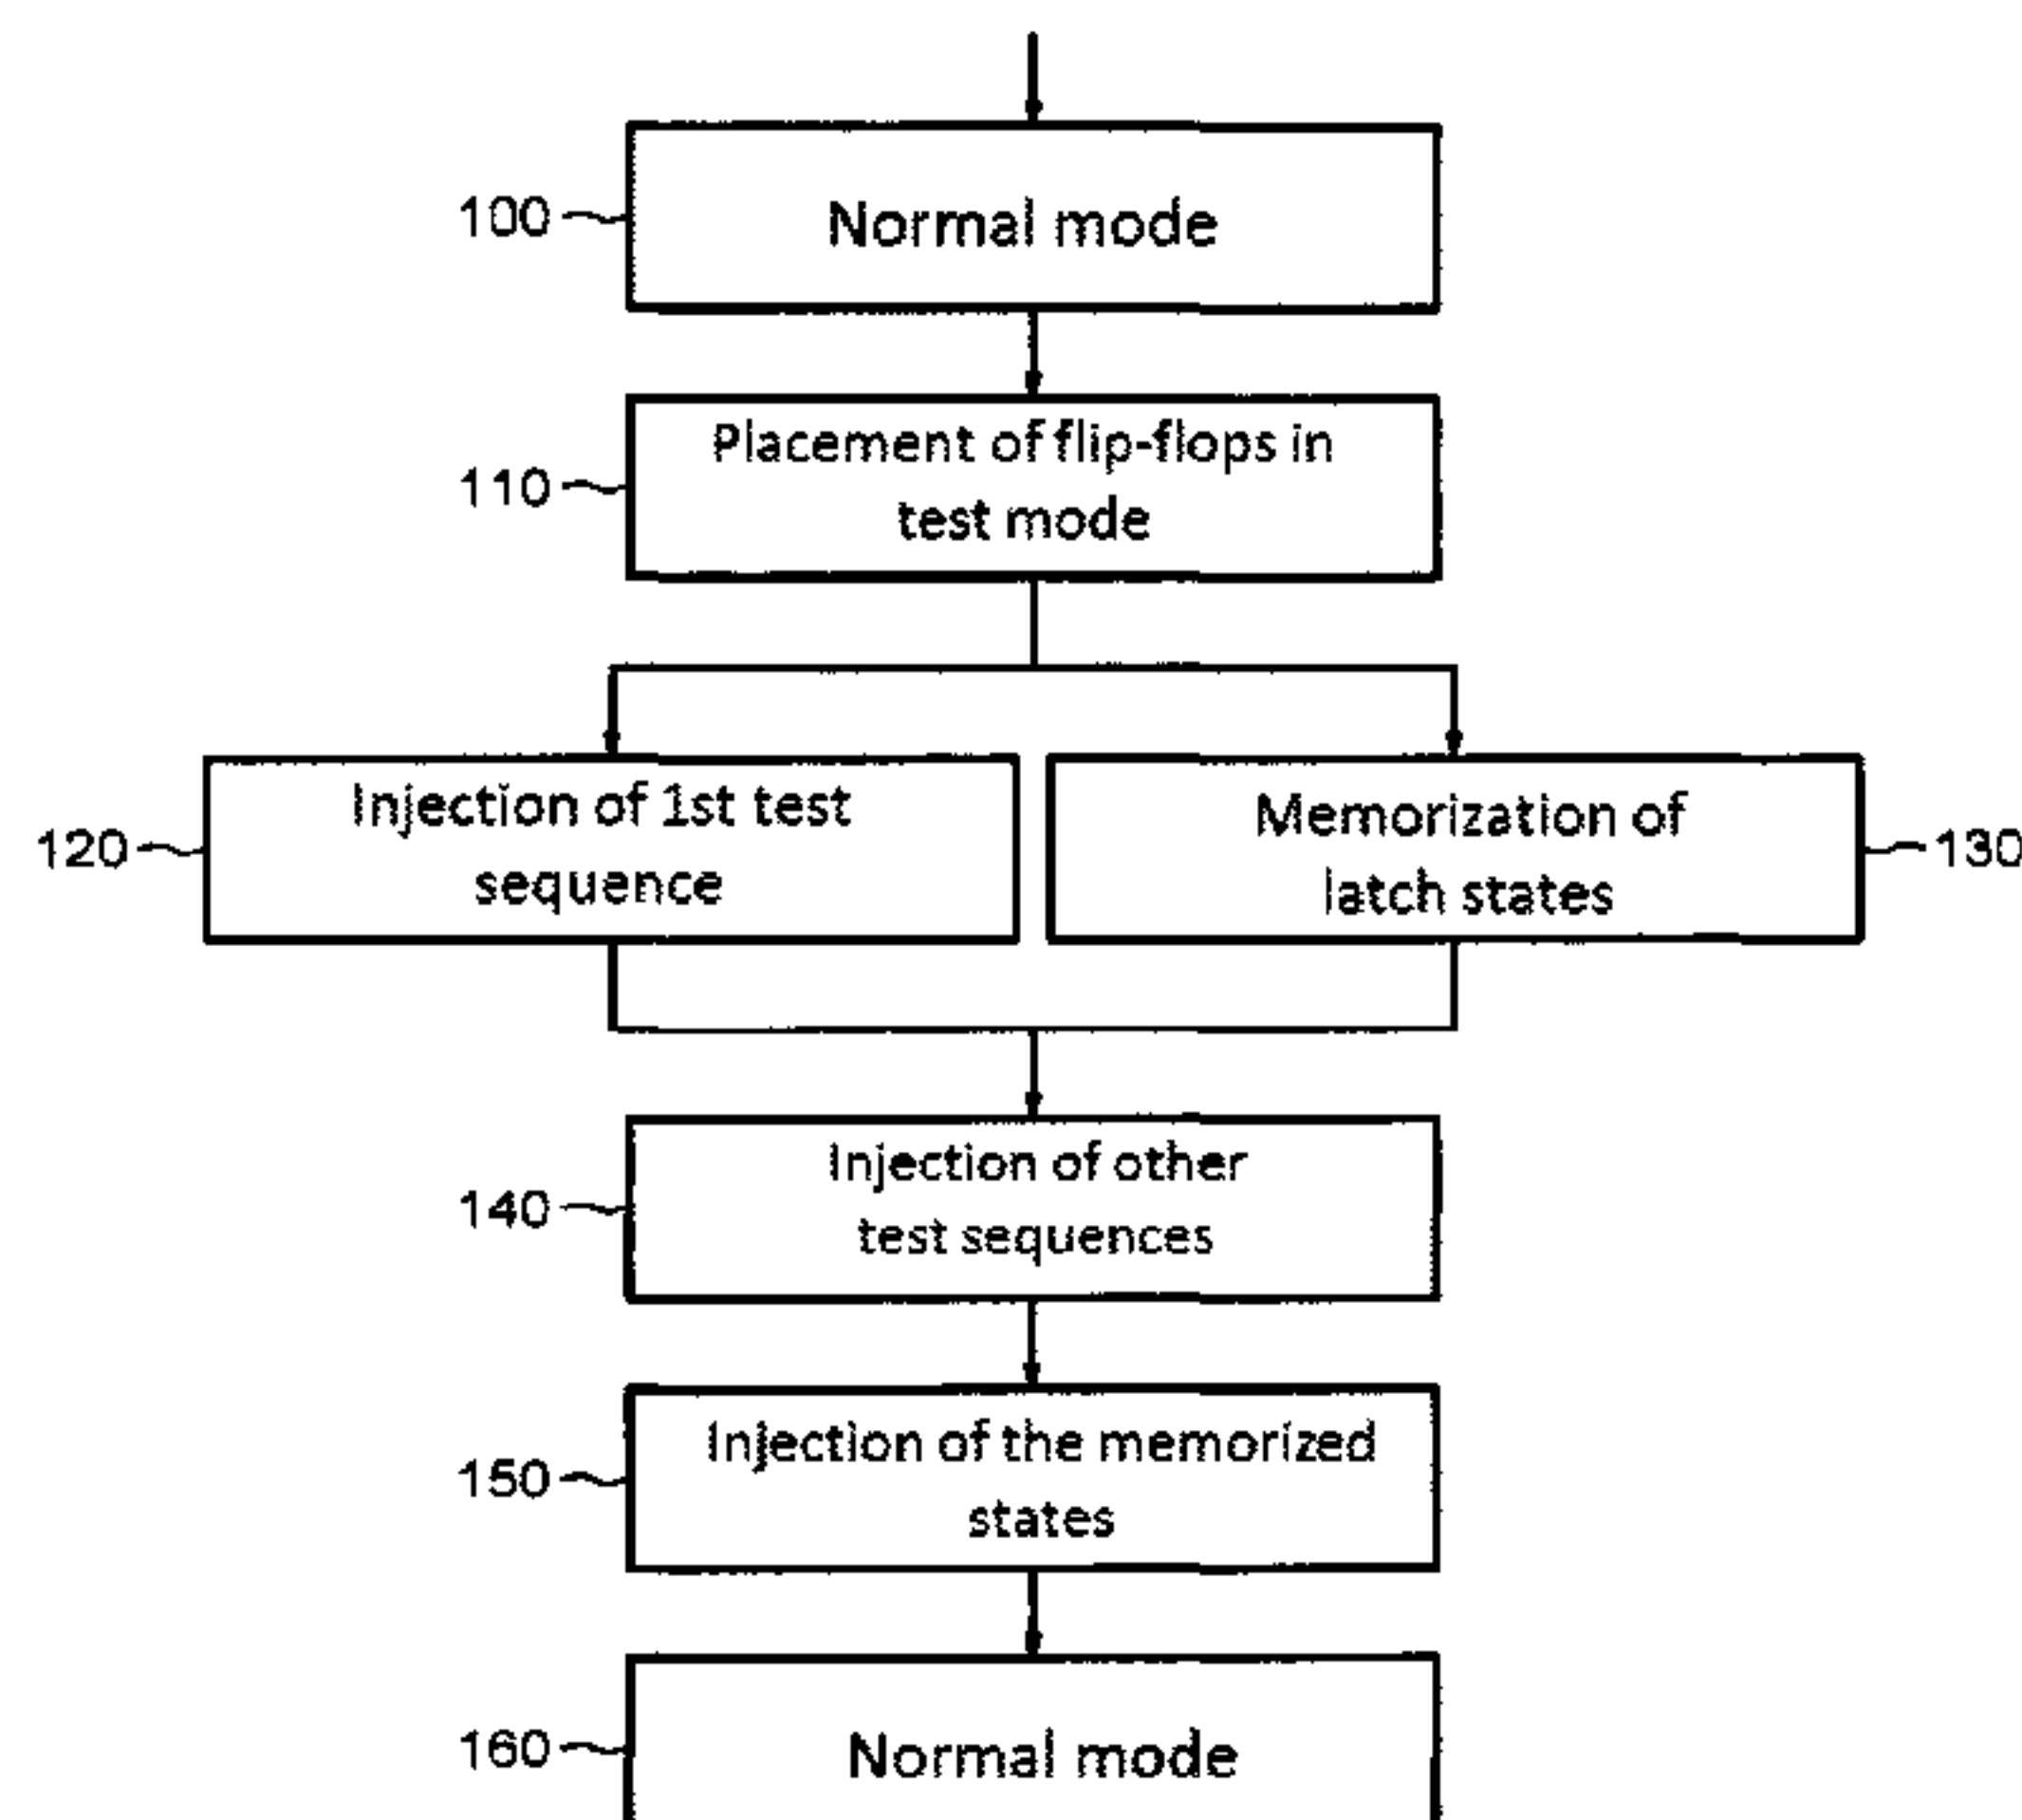 100
Normal mode
110
Placement of flip-flops in
test mode
120
Injection of 1st test
sequence
Memorization of
latch states
130
140
Injection of other
test sequences
150
Injection of the memorized
states
160
Normal mode